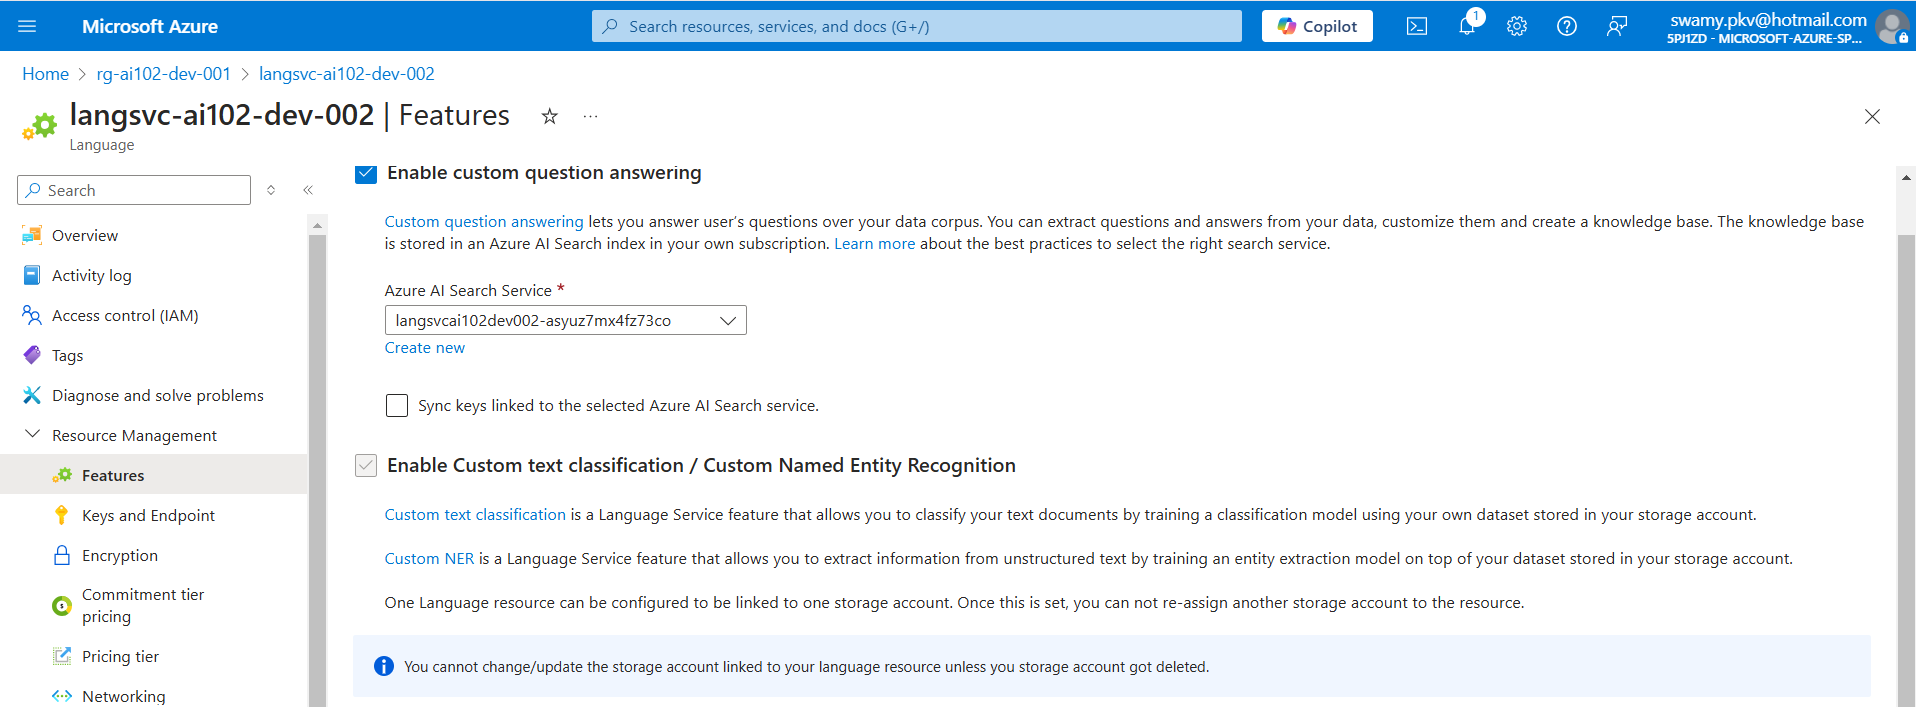 Microsoft Azure
Search resources, services, and docs (G+/)
Copilot
1
swamy.pkv@hotmail.com
5PJ1ZD - MICROSOFT-AZURE-SP...
Home > rg-ai102-dev-001 > langsvc-ai102-dev-002
langsvc-ai102-dev-002 | Features
Language
Search
Overview
Activity log
Access control (IAM)
Tags
Diagnose and solve problems
Resource Management
Features
Keys and Endpoint
Encryption
Commitment tier
pricing
Pricing tier
Networking
Enable custom question answering
Custom question answering lets you answer user's questions over your data corpus. You can extract questions and answers from your data, customize them and create a knowledge base. The knowledge base
is stored in an Azure AI Search index in your own subscription. Learn more about the best practices to select the right search service.
Azure AI Search Service *
langsvcai102dev002-asyuz7mx4fz73co
Create new
Sync keys linked to the selected Azure AI Search service.
Enable Custom text classification / Custom Named Entity Recognition
Custom text classification is a Language Service feature that allows you to classify your text documents by training a classification model using your own dataset stored in your storage account.
Custom NER is a Language Service feature that allows you to extract information from unstructured text by training an entity extraction model on top of your dataset stored in your storage account.
One Language resource can be configured to be linked to one storage account. Once this is set, you can not re-assign another storage account to the resource.
You cannot change/update the storage account linked to your language resource unless you storage account got deleted.